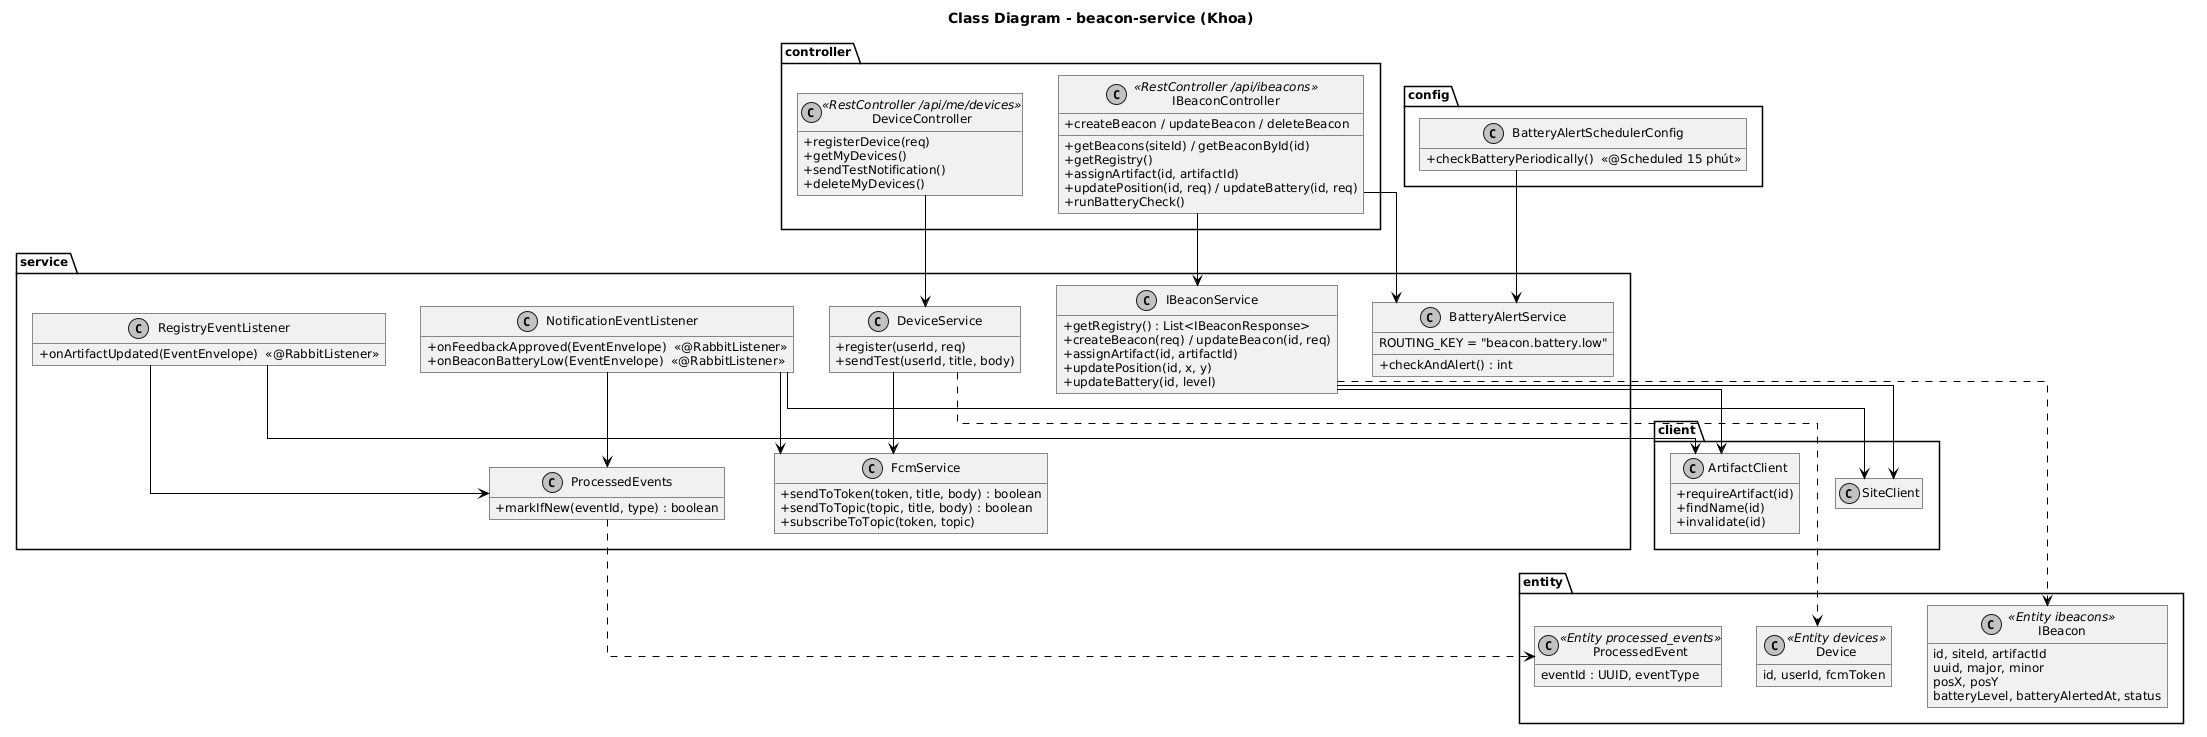 Class Diagram - beacon-service (Khoa)
controller
C
«RestController /api/me/devices»
DeviceController
+registerDevice(req)
+getMyDevices()
+sendTestNotification()
+deleteMyDevices()
C
«RestController /api/ibeacons»
IBeaconController
+createBeacon / updateBeacon / deleteBeacon
+getBeacons(siteId) / getBeaconById(id)
+getRegistry()
+assignArtifact(id, artifactId)
+updatePosition(id, req) / updateBattery(id, req)
+runBatteryCheck()
config
C BatteryAlertSchedulerConfig
+checkBatteryPeriodically() «@Scheduled 15 phút»
service
C RegistryEventListener
+onArtifactUpdated(EventEnvelope) «@RabbitListener»
C NotificationEventListener
+onFeedbackApproved(EventEnvelope) «@RabbitListener»
+onBeaconBatteryLow(EventEnvelope) «@RabbitListener»
C DeviceService
+register(userId, req)
+sendTest(userId, title, body)
C IBeaconService
+getRegistry() : List<IBeaconResponse>
+createBeacon(req) / updateBeacon(id, req)
+assignArtifact(id, artifactId)
+updatePosition(id, x, y)
+updateBattery(id, level)
C BatteryAlertService
ROUTING_KEY = "beacon.battery.low"
+checkAndAlert() : int
C ProcessedEvents
+markIfNew(eventId, type) : boolean
C FcmService
+sendToToken(token, title, body) : boolean
+sendToTopic(topic, title, body) : boolean
+subscribeToTopic(token, topic)
client
C ArtifactClient
+requireArtifact(id)
+findName(id)
+invalidate(id)
C SiteClient
entity
C
«Entity processed_events»
ProcessedEvent
eventId : UUID, eventType
C
«Entity devices»
Device
id, userId, fcmToken
C
«Entity ibeacons»
IBeacon
id, siteId, artifactId
uuid, major, minor
posX, posY
batteryLevel, batteryAlertedAt, status